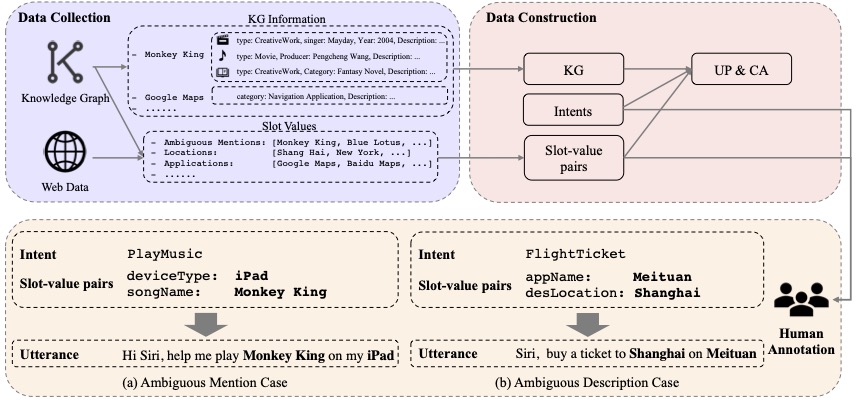 Data Collection
KG Information
type: CreativeWork, singer: Mayday, Year: 2004, Description: ...
- Monkey King
type: Movie, Producer: Pengcheng Wang, Description: ...
type: CreativeWork, Category: Fantasy Novel, Description: ...
Knowledge Graph
- Google Maps
category: Navigation Application, Description: ...
- ......
Slot Values
- Ambiguous Mentions: [Monkey King, Blue Lotus, ...]
- Locations: [Shang Hai, New York, ...]
- Applications: [Google Maps, Baidu Maps, ...]
- ......
Web Data
Data Construction
KG
UP & CA
Intents
Slot-value
pairs
Intent
PlayMusic
Slot-value pairs
deviceType: iPad
songName: Monkey King
Utterance
Hi Siri, help me play Monkey King on my iPad
(a) Ambiguous Mention Case
Intent
FlightTicket
Slot-value pairs
appName: Meituan
desLocation: Shanghai
Utterance
Siri, buy a ticket to Shanghai on Meituan
(b) Ambiguous Description Case
Human
Annotation